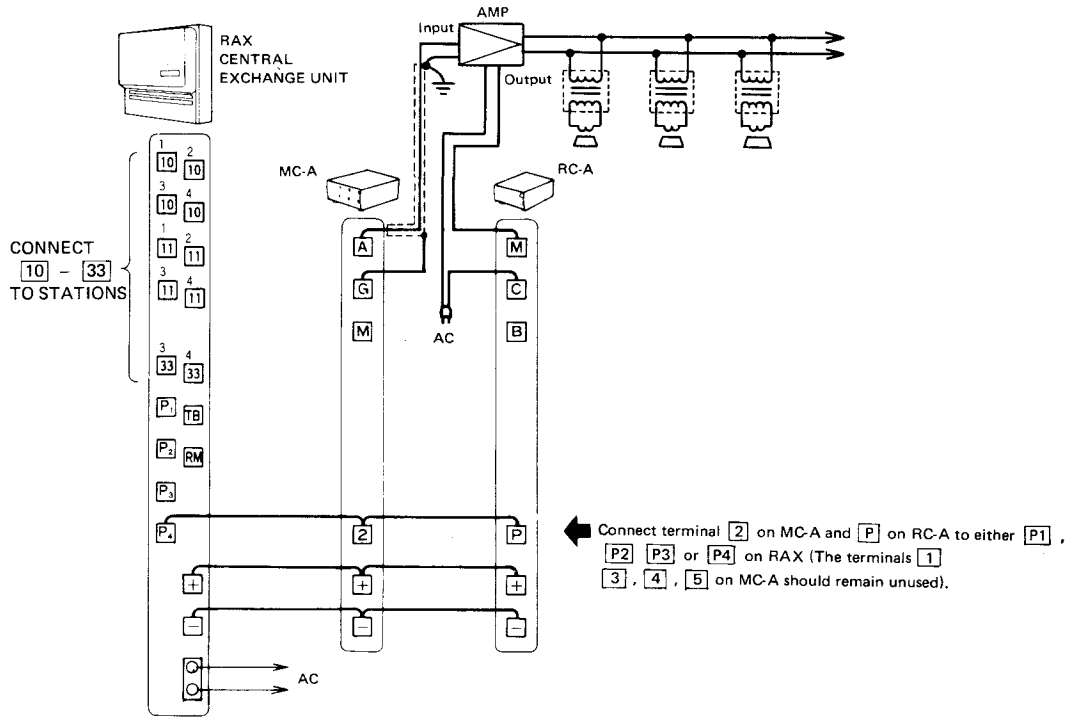 AMP
Input
RAX
CENTRAL
EXCHANGE UNIT
Output
MC-A
RC-A
1 10 2 10
3 10 4 10
1 11 2 11
3 11 4 11
3 33 4 33
CONNECT
10 – 33
TO STATIONS
P1 TB
P2 RM
P3
P4
+
−
AC
A
G
M
2
+
−
AC
M
C
B
P
+
−
Connect terminal 2 on MC-A and P on RC-A to either P1 ,
P2 P3 or P4 on RAX (The terminals 1
3 , 4 , 5 on MC-A should remain unused).